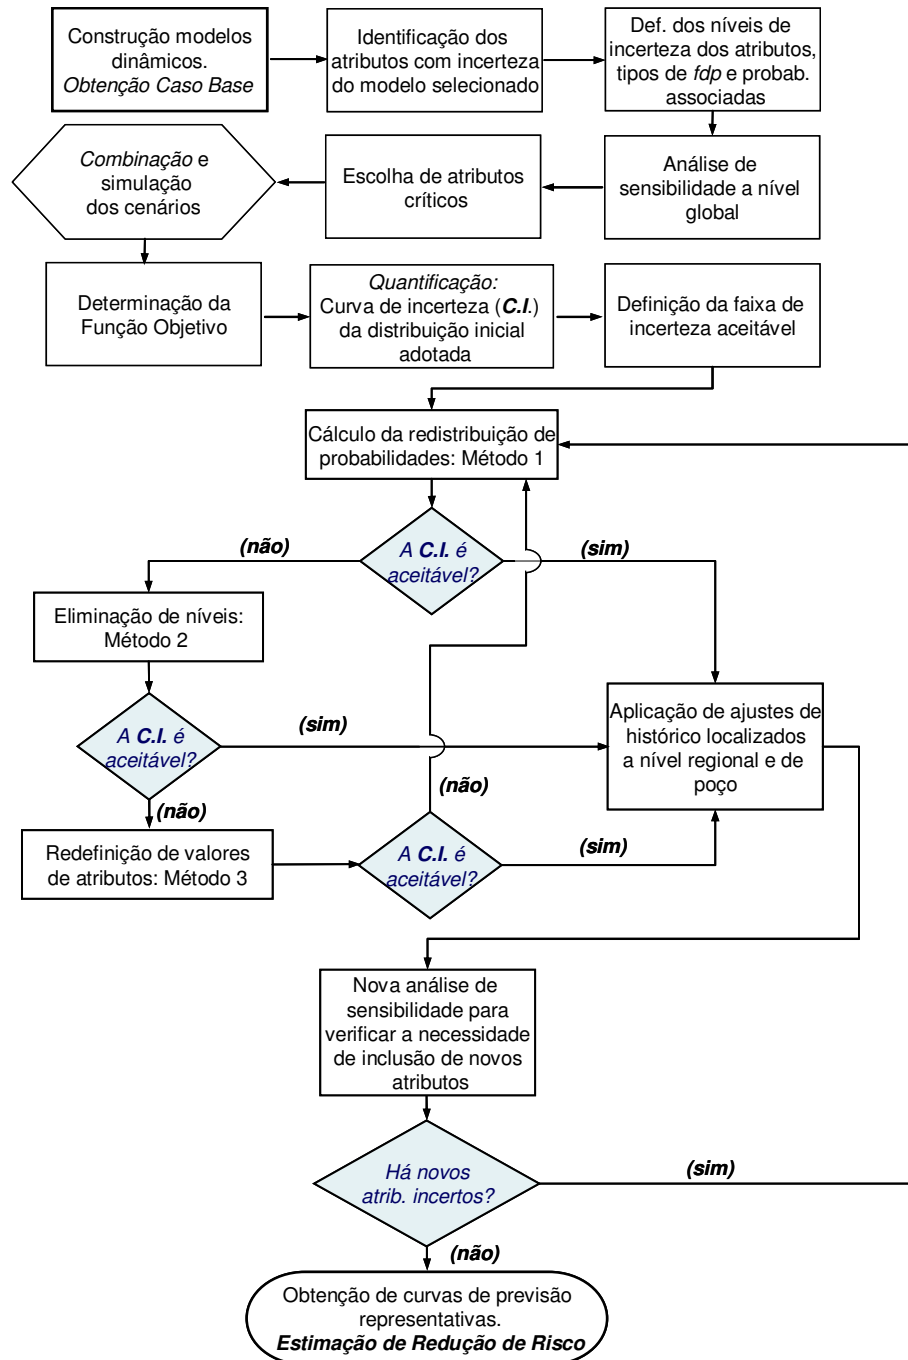 Construção modelos
dinâmicos.
Obtenção Caso Base
Identificação dos
atributos com incerteza
do modelo selecionado
Def. dos níveis de
incerteza dos atributos,
tipos de fdp e probab.
associadas
Combinação e
simulação
dos cenários
Escolha de atributos
críticos
Análise de
sensibilidade a nível
global
Determinação da
Função Objetivo
Quantificação:
Curva de incerteza (C.I.)
da distribuição inicial
adotada
Definição da faixa de
incerteza aceitável
Cálculo da redistribuição de
probabilidades: Método 1
(não)
A C.I. é
aceitável?
(sim)
Eliminação de níveis:
Método 2
A C.I. é
aceitável?
(sim)
Aplicação de ajustes de
histórico localizados
a nível regional e de
poço
(não)
(não)
Redefinição de valores
de atributos: Método 3
A C.I. é
aceitável?
(sim)
Nova análise de
sensibilidade para
verificar a necessidade
de inclusão de novos
atributos
Há novos
atrib. incertos?
(sim)
(não)
Obtenção de curvas de previsão
representativas.
Estimação de Redução de Risco